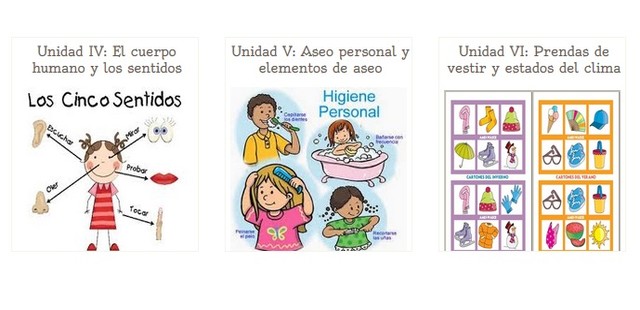 Unidad IV: El cuerpo
humano y los sentidos
Los Cinco Sentidos
Escuchar
Mirar
Oler
Probar
Tocar
Unidad V: Aseo personal y
elementos de aseo
Higiene
Personal
Cepillarse
los dientes
Bañarse con
frecuencia
Peinarse
el pelo
Recortarse
las uñas
Unidad VI: Prendas de
vestir y estados del clima
CARTONES DEL INVIERNO
CARTONES DEL VERANO